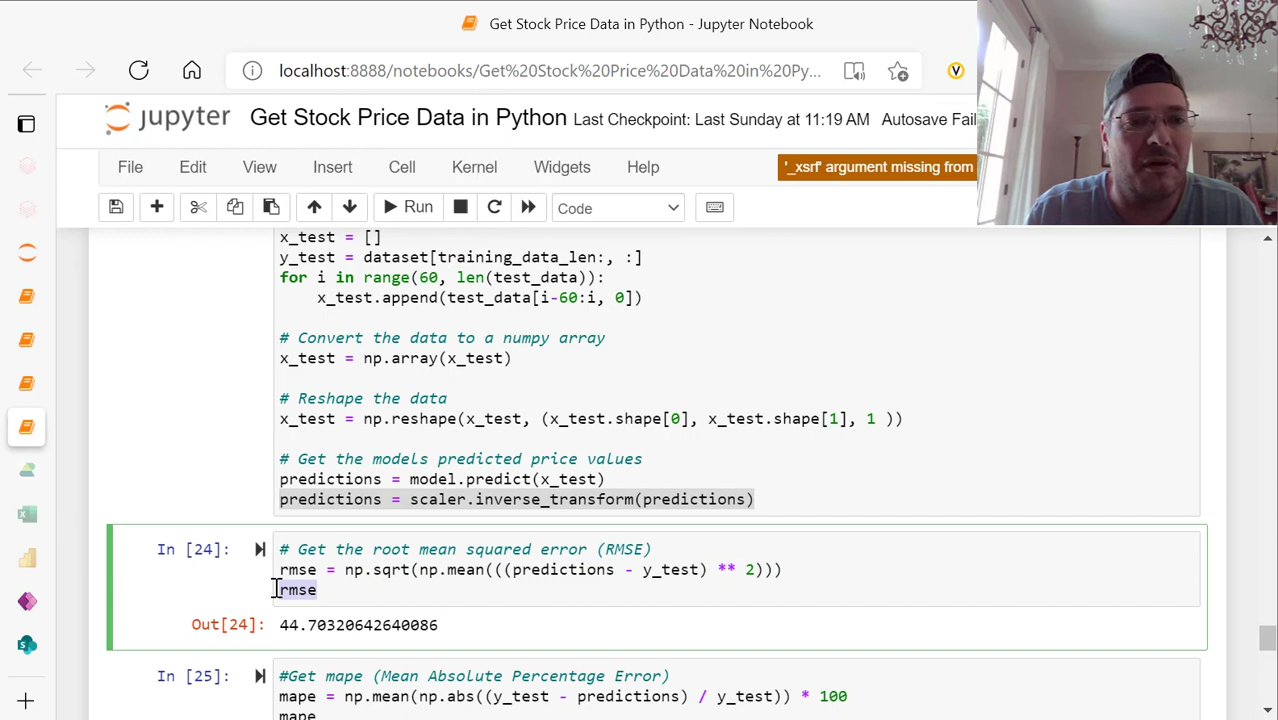 Get Stock Price Data in Python - Jupyter Notebook
localhost:8888/notebooks/Get%20Stock%20Price%20Data%20in%20Py...
V
jupyter Get Stock Price Data in Python Last Checkpoint: Last Sunday at 11:19 AM Autosave Fail
File Edit View Insert Cell Kernel Widgets Help '_xsrf' argument missing from
Run Code
x_test = []
y_test = dataset[training_data_len:, :]
for i in range(60, len(test_data)):
    x_test.append(test_data[i-60:i, 0])
# Convert the data to a numpy array
x_test = np.array(x_test)
# Reshape the data
x_test = np.reshape(x_test, (x_test.shape[0], x_test.shape[1], 1 ))
# Get the models predicted price values
predictions = model.predict(x_test)
predictions = scaler.inverse_transform(predictions)
In [24]: # Get the root mean squared error (RMSE)
rmse = np.sqrt(np.mean(((predictions - y_test) ** 2)))
rmse
Out[24]: 44.70320642640086
In [25]: #Get mape (Mean Absolute Percentage Error)
mape = np.mean(np.abs((y_test - predictions) / y_test)) * 100
mape